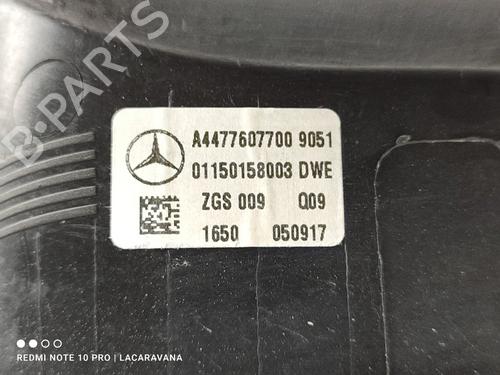 B-PARTS
A4477607700 9051
01150158003 DWE
ZGS 009 Q09
1650 050917
REDMI NOTE 10 PRO | LACARAVANA